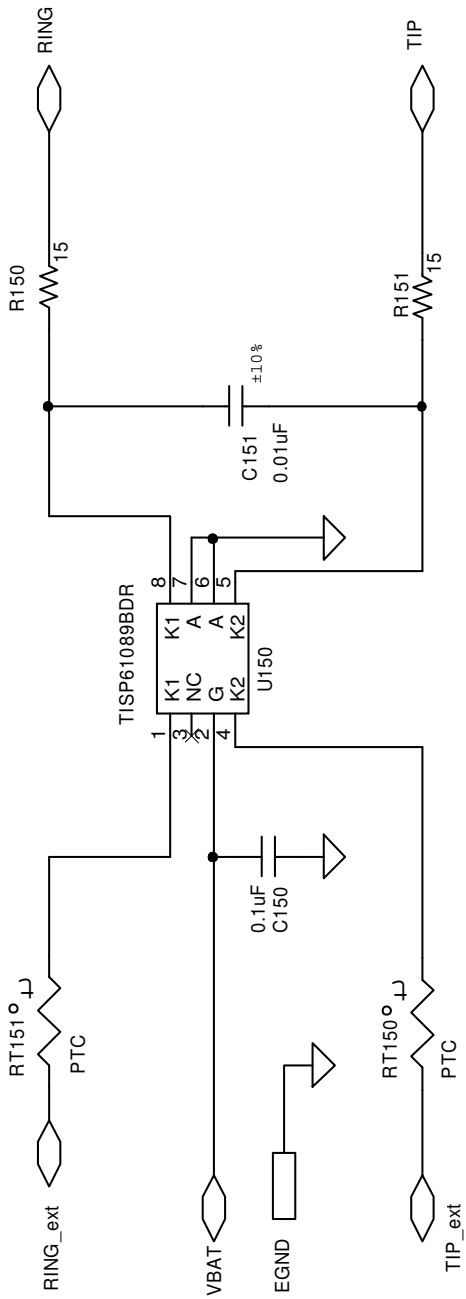 RING_ext
RT151
PTC
VBAT
EGND
TIP_ext
RT150
PTC
0.1uF
C150
TISP61089BDR
U150
1
3
2
4
K1
NC
G
K2
K1
A
A
K2
8
7
6
5
C151
0.01uF
±10%
R150
15
RING
R151
15
TIP